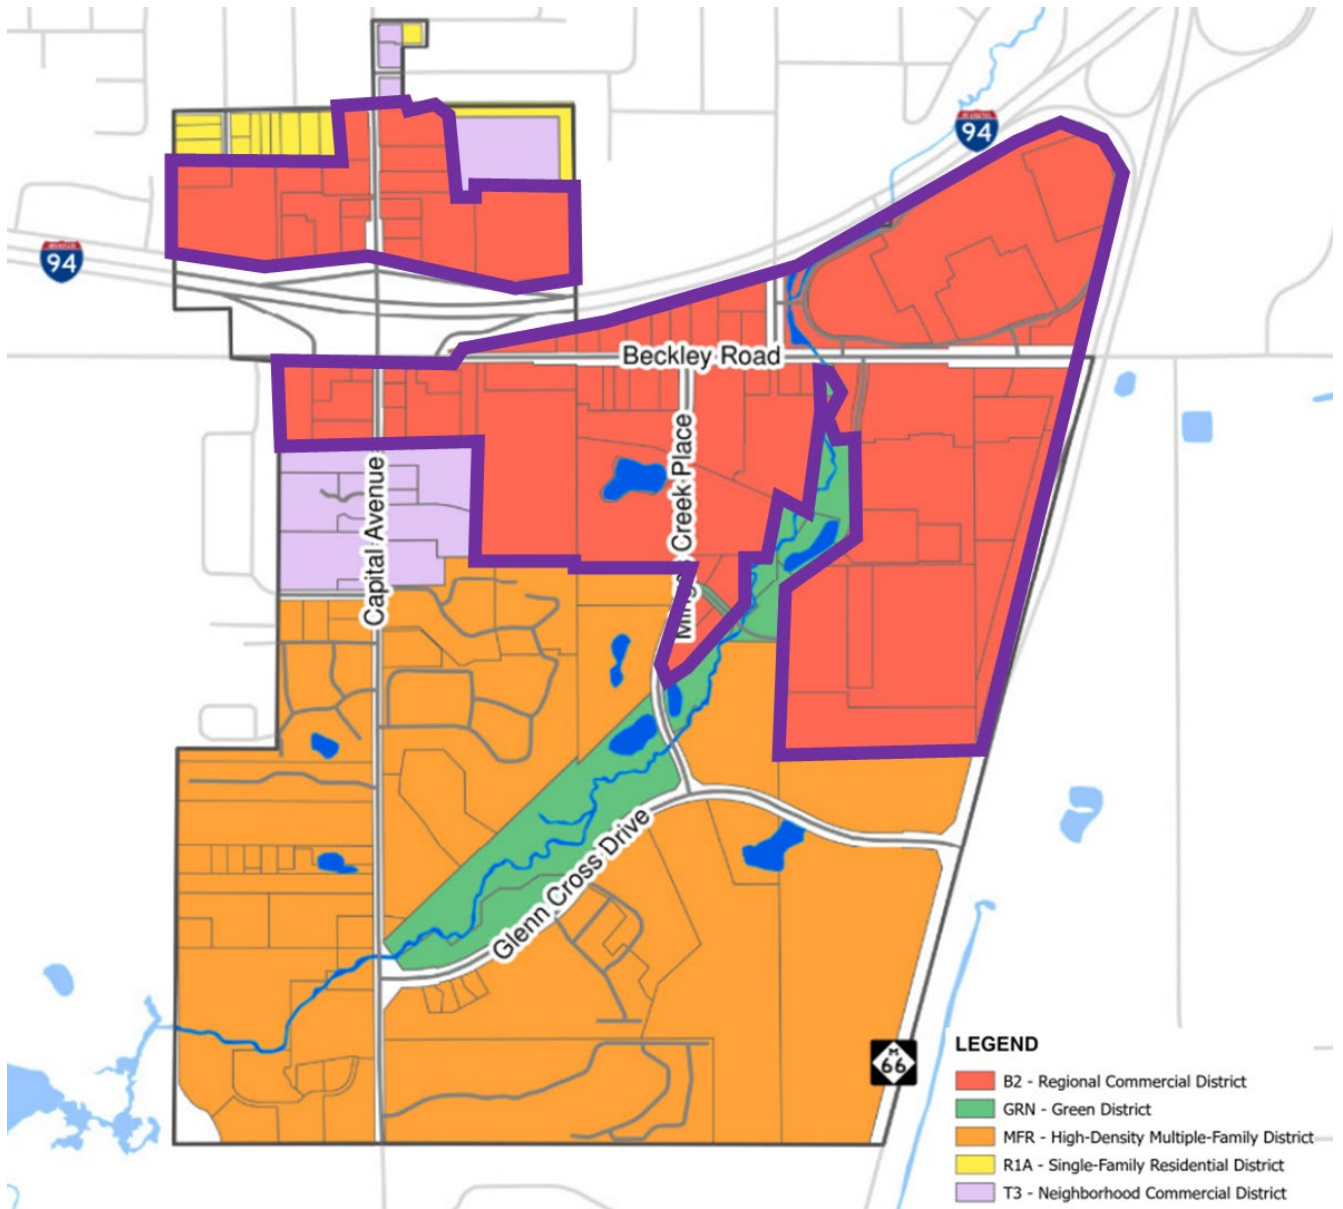 94
94
Beckley Road
Creek Place
Capital Avenue
Glenn Cross Drive
M
66
LEGEND
B2 - Regional Commercial District
GRN - Green District
MFR - High-Density Multiple-Family District
R1A - Single-Family Residential District
T3 - Neighborhood Commercial District